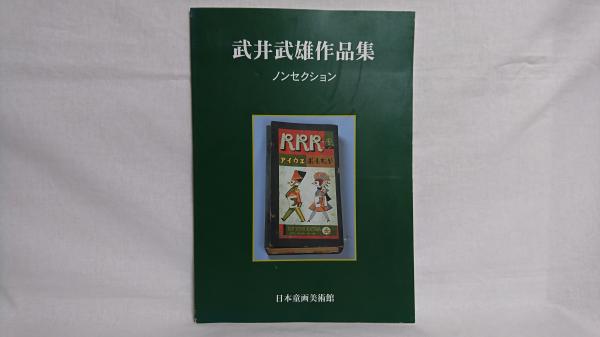 武井武雄作品集
ノンセクション
RRR
アイウエ
日本童画美術館